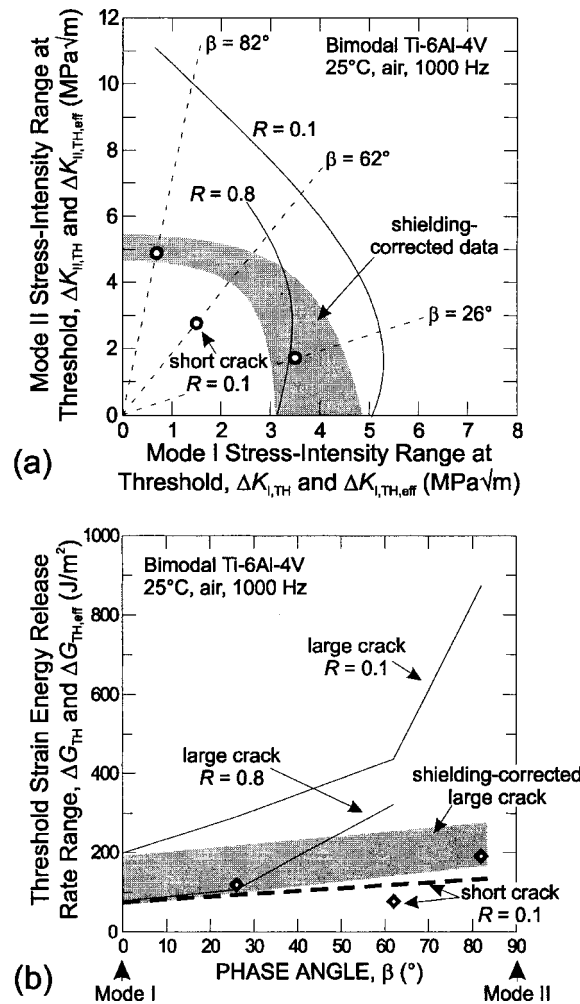 12
10
8
6
4
2
0
0 1 2 3 4 5 6 7 8
Mode II Stress-Intensity Range at
Threshold, ΔK_II,TH and ΔK_II,TH,eff (MPa√m)
β = 82°
Bimodal Ti-6Al-4V
25°C, air, 1000 Hz
R = 0.1
β = 62°
R = 0.8
shielding-
corrected data
β = 26°
short crack
R = 0.1
(a)
Mode I Stress-Intensity Range at
Threshold, ΔK_I,TH and ΔK_I,TH,eff (MPa√m)
1000
800
600
400
200
0
Threshold Strain Energy Release
Rate Range, ΔG_TH and ΔG_TH,eff (J/m²)
Bimodal Ti-6Al-4V
25°C, air, 1000 Hz
large crack
R = 0.1
large crack
R = 0.8
shielding-corrected
large crack
short crack
R = 0.1
0 10 20 30 40 50 60 70 80 90
(b)
PHASE ANGLE, β (°)
Mode I
Mode II